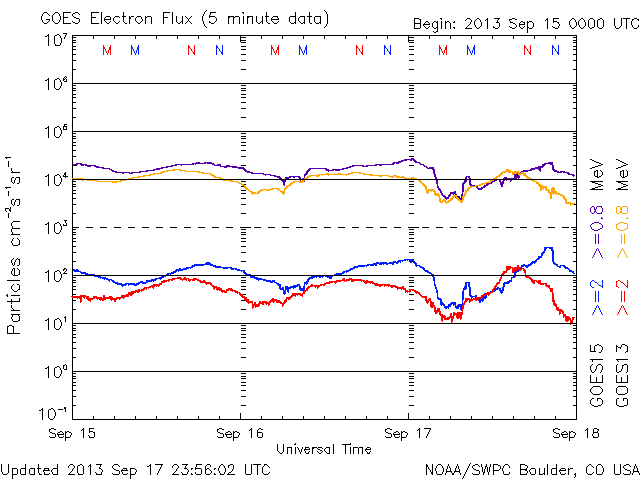 GOES Electron Flux (5 minute data)
Begin: 2013 Sep 15 0000 UTC
M M N N M M N N M M N N
10⁷
10⁶
10⁵
10⁴
10³
10²
10¹
10⁰
10⁻¹
Particles cm⁻²s⁻¹sr⁻¹
Sep 15 Sep 16 Sep 17 Sep 18
Universal Time
GOES15 >=2 >=0.8 MeV
GOES13 >=2 >=0.8 MeV
Updated 2013 Sep 17 23:56:02 UTC
NOAA/SWPC Boulder, CO USA